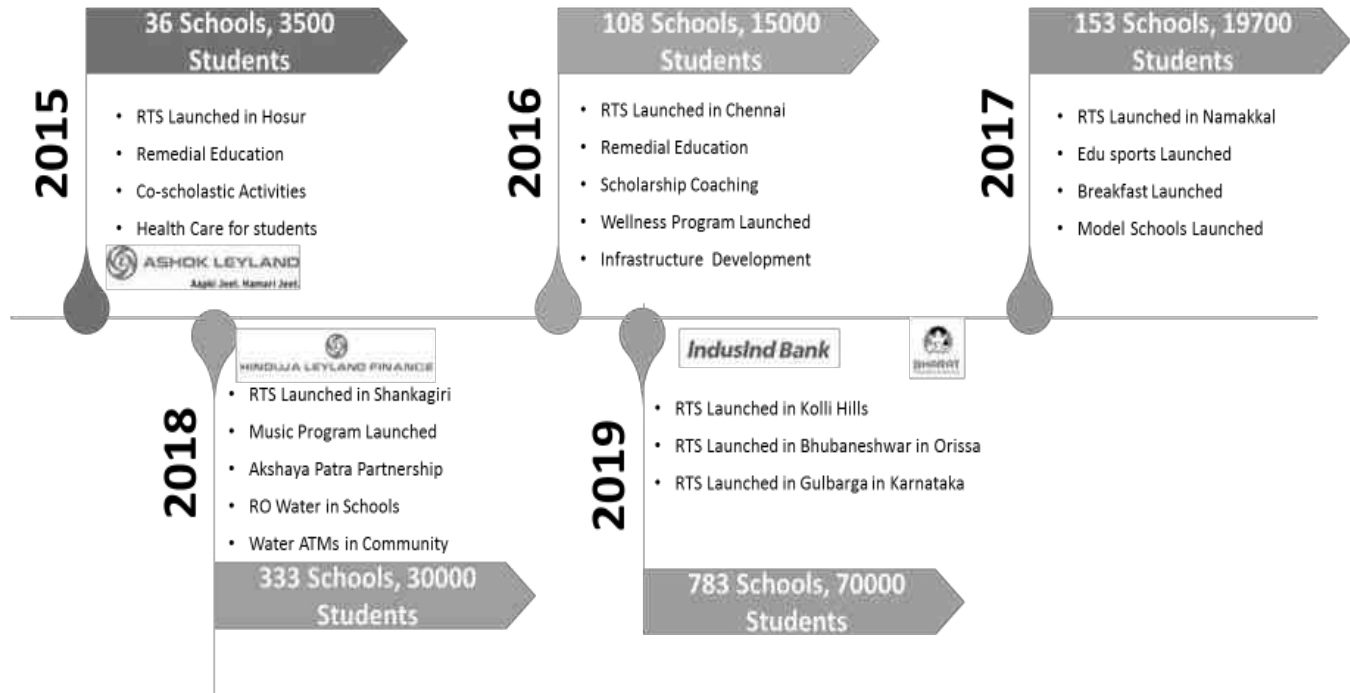 2015
36 Schools, 3500
Students
• RTS Launched in Hosur
• Remedial Education
• Co-scholastic Activities
• Health Care for students
ASHOK LEYLAND
Aapki Jeet. Hamari Jeet.
2016
108 Schools, 15000
Students
• RTS Launched in Chennai
• Remedial Education
• Scholarship Coaching
• Wellness Program Launched
• Infrastructure Development
2017
153 Schools, 19700
Students
• RTS Launched in Namakkal
• Edu sports Launched
• Breakfast Launched
• Model Schools Launched
2018
HINDUJA LEYLAND FINANCE
• RTS Launched in Shankagiri
• Music Program Launched
• Akshaya Patra Partnership
• RO Water in Schools
• Water ATMs in Community
333 Schools, 30000
Students
2019
IndusInd Bank
BHARAT
• RTS Launched in Kolli Hills
• RTS Launched in Bhubaneshwar in Orissa
• RTS Launched in Gulbarga in Karnataka
783 Schools, 70000
Students